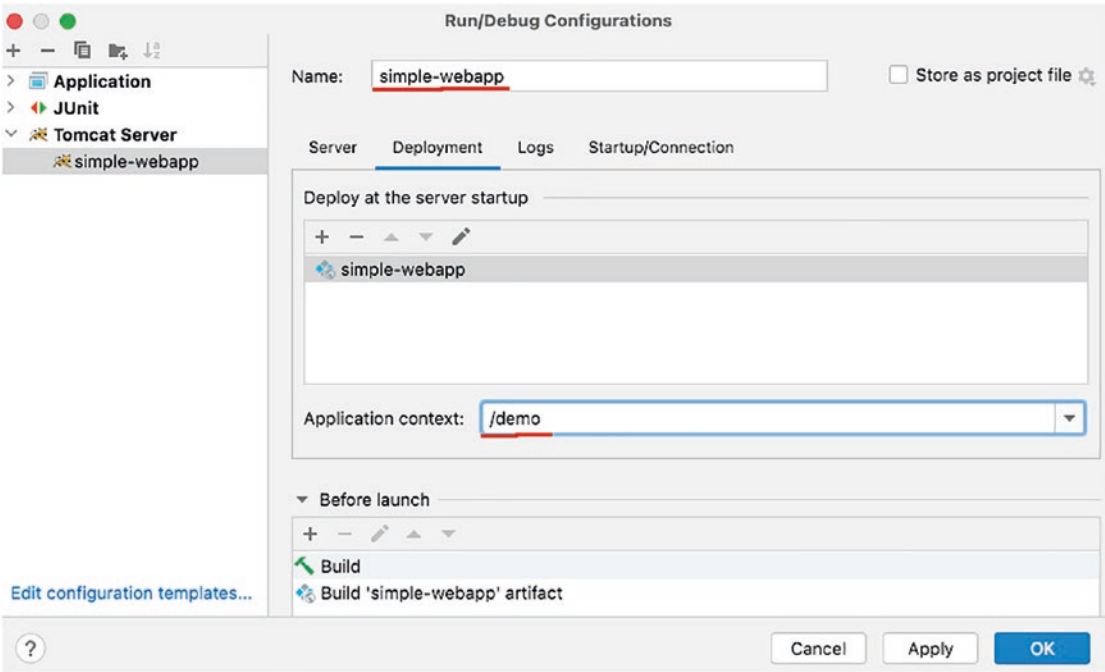 Run/Debug Configurations
Application
JUnit
Tomcat Server
simple-webapp
Edit configuration templates...
Name: simple-webapp
Store as project file
Server Deployment Logs Startup/Connection
Deploy at the server startup
simple-webapp
Application context: /demo
Before launch
Build
Build 'simple-webapp' artifact
?
Cancel Apply OK